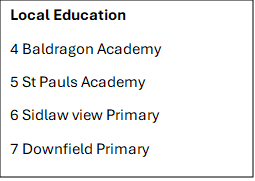 Local Education
4 Baldragon Academy
5 St Pauls Academy
6 Sidlaw view Primary
7 Downfield Primary